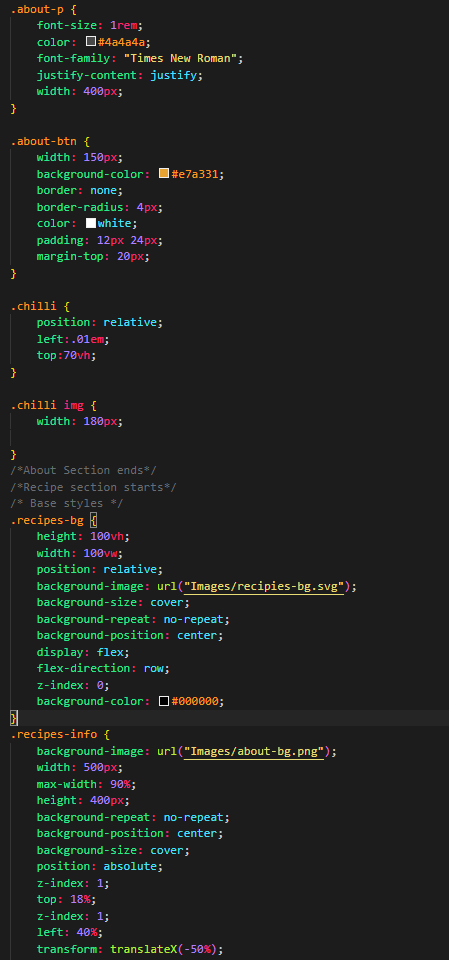 .about-p {
    font-size: 1rem;
    color: #4a4a4a;
    font-family: "Times New Roman";
    justify-content: justify;
    width: 400px;
}

.about-btn {
    width: 150px;
    background-color: #e7a331;
    border: none;
    border-radius: 4px;
    color: white;
    padding: 12px 24px;
    margin-top: 20px;
}

.chilli {
    position: relative;
    left:.01em;
    top:70vh;
}

.chilli img {
    width: 180px;

}
/*About Section ends*/
/*Recipe section starts*/
/* Base styles */
.recipes-bg {
    height: 100vh;
    width: 100vw;
    position: relative;
    background-image: url("Images/recipies-bg.svg");
    background-size: cover;
    background-repeat: no-repeat;
    background-position: center;
    display: flex;
    flex-direction: row;
    z-index: 0;
    background-color: #000000;
}
.recipes-info {
    background-image: url("Images/about-bg.png");
    width: 500px;
    max-width: 90%;
    height: 400px;
    background-repeat: no-repeat;
    background-position: center;
    background-size: cover;
    position: absolute;
    z-index: 1;
    top: 18%;
    z-index: 1;
    left: 40%;
    transform: translateX(-50%);